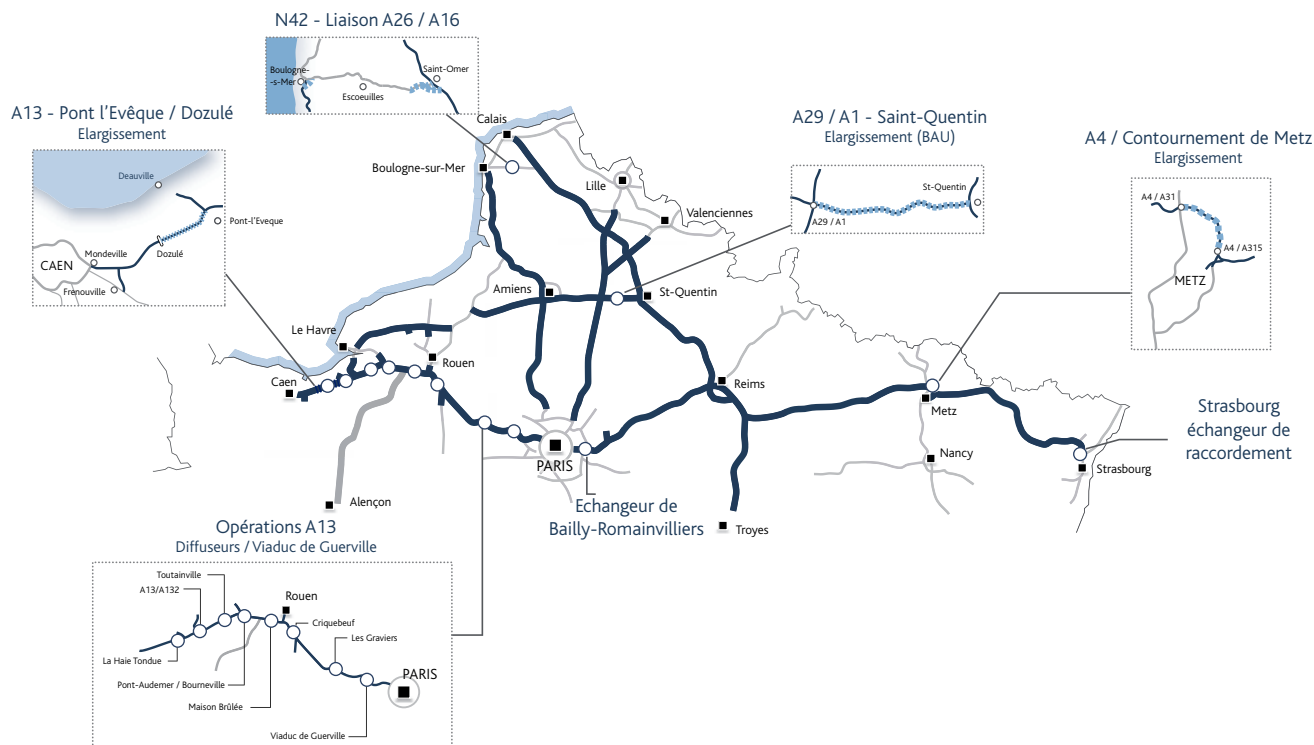 N42 - Liaison A26 / A16
Boulogne-
-s-Mer
Saint-Omer
Escoeuilles
A13 - Pont l'Evêque / Dozulé
Elargissement
Deauville
Pont-l'Eveque
Mondeville
Dozulé
CAEN
Frenouville
A29 / A1 - Saint-Quentin
Elargissement (BAU)
St-Quentin
A29 / A1
A4 / Contournement de Metz
Elargissement
A4 / A31
A4 / A315
METZ
Calais
Boulogne-sur-Mer
Lille
Valenciennes
Amiens
St-Quentin
Le Havre
Rouen
Caen
Reims
Metz
Nancy
Strasbourg
Strasbourg
échangeur de
raccordement
PARIS
Alençon
Troyes
Echangeur de
Bailly-Romainvilliers
Opérations A13
Diffuseurs / Viaduc de Guerville
Toutainville
A13/A132
Rouen
Criquebeuf
Les Graviers
La Haie Tondue
PARIS
Pont-Audemer / Bourneville
Maison Brûlée
Viaduc de Guerville